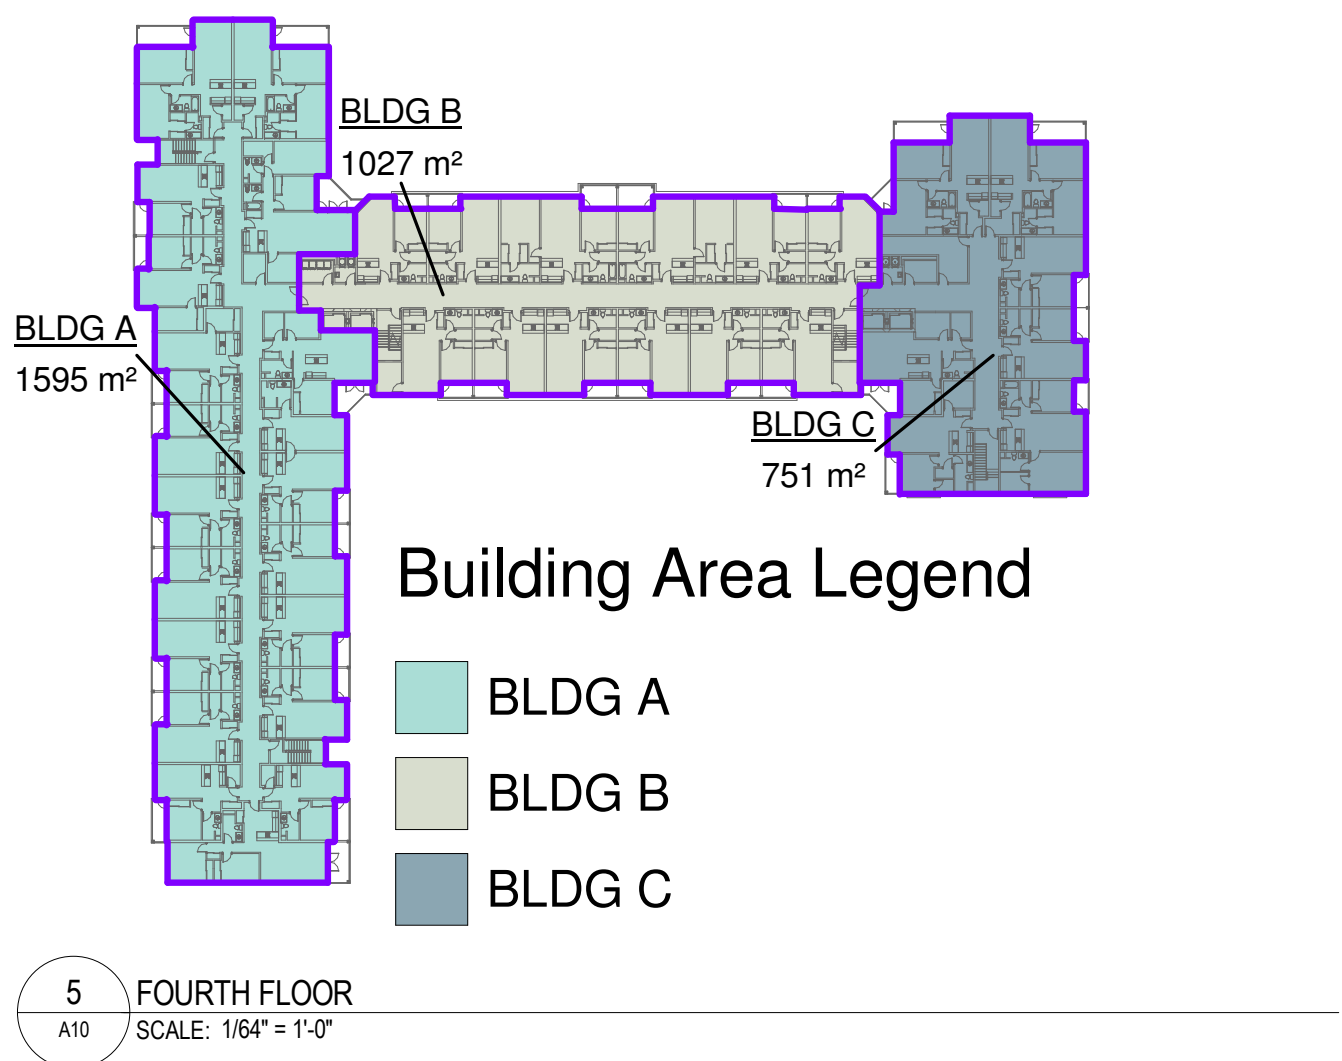 BLDG B
1027 m²
BLDG A
1595 m²
BLDG C
751 m²
Building Area Legend
BLDG A
BLDG B
BLDG C
5
A10
FOURTH FLOOR
SCALE: 1/64" = 1'-0"